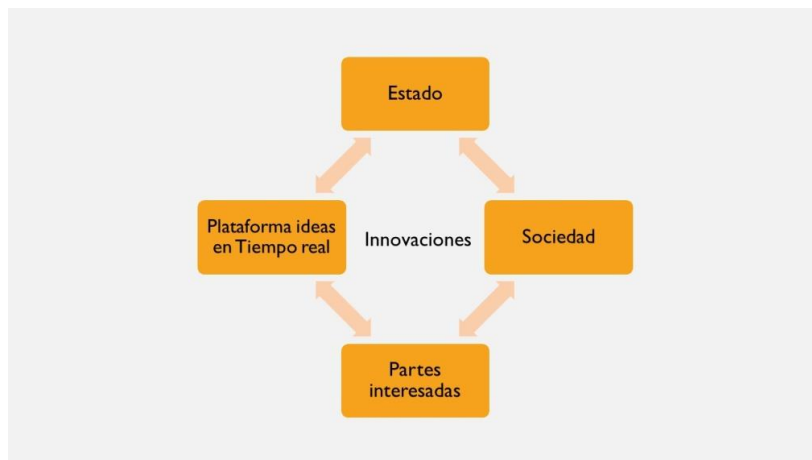 Estado
Plataforma ideas
en Tiempo real
Innovaciones
Sociedad
Partes
interesadas